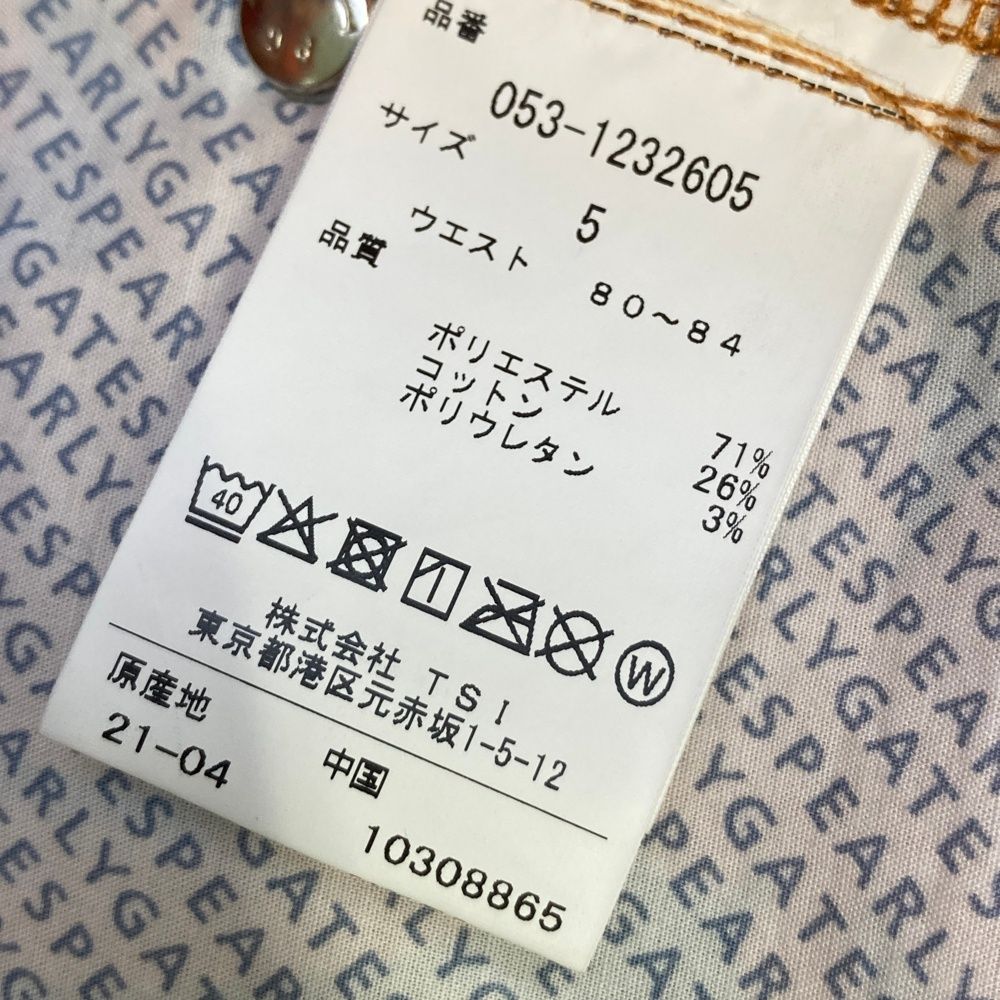 品番
053-1232605
サイズ
5
ウエスト 80～84
品質
ポリエステル 71%
コットン 26%
ポリウレタン 3%
40
W
株式会社 TSI
東京都港区元赤坂1-5-12
原産地
中国
21-04
10308865
PEARLYGATES
PEARLYGATES
PEARLYGATES